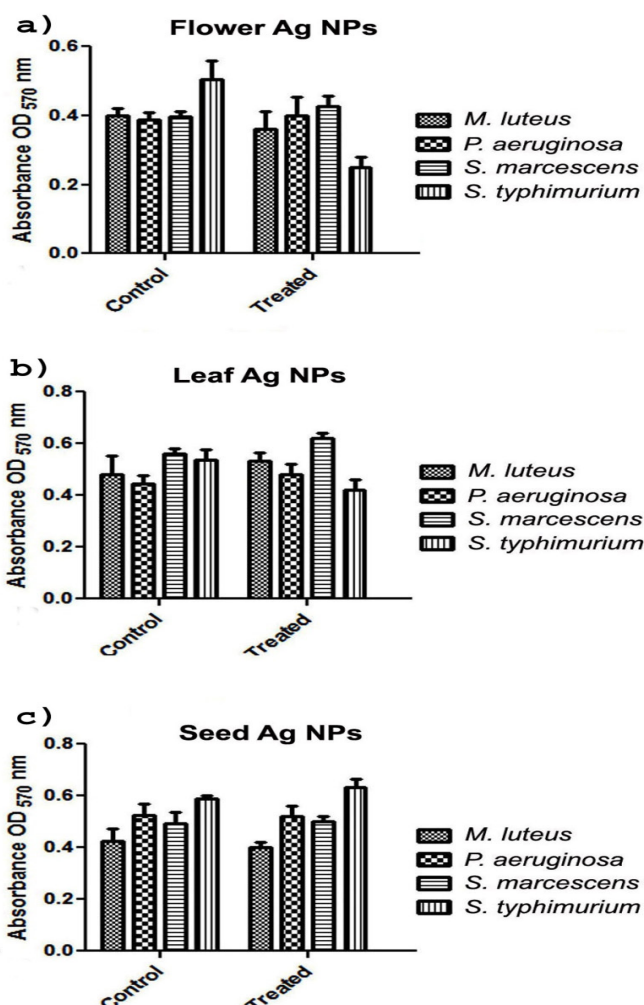 a)
Flower Ag NPs
Absorbance OD 570 nm
0.6
0.4
0.2
0.0
Control
Treated
M. luteus
P. aeruginosa
S. marcescens
S. typhimurium
b)
Leaf Ag NPs
Absorbance OD 570 nm
0.8
0.6
0.4
0.2
0.0
Control
Treated
M. luteus
P. aeruginosa
S. marcescens
S. typhimurium
c)
Seed Ag NPs
Absorbance OD 570 nm
0.8
0.6
0.4
0.2
0.0
Control
Treated
M. luteus
P. aeruginosa
S. marcescens
S. typhimurium